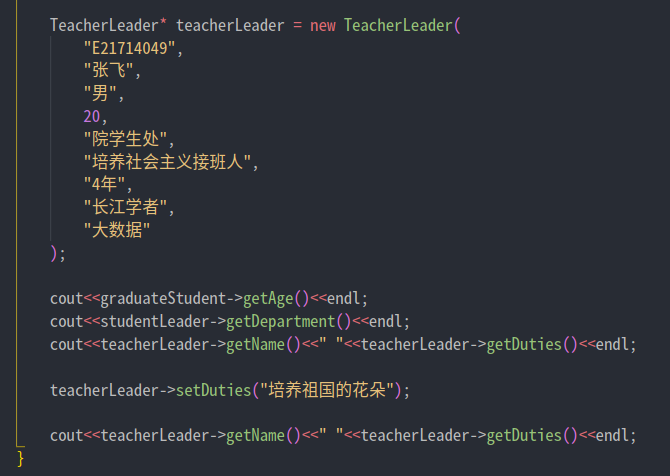 TeacherLeader* teacherLeader = new TeacherLeader(
"E21714049",
"张飞",
"男",
20,
"院学生处",
"培养社会主义接班人",
"4年",
"长江学者",
"大数据"
);
cout<<graduateStudent->getAge()<<endl;
cout<<studentLeader->getDepartment()<<endl;
cout<<teacherLeader->getName()<<" "<<teacherLeader->getDuties()<<endl;
teacherLeader->setDuties("培养祖国的花朵");
cout<<teacherLeader->getName()<<" "<<teacherLeader->getDuties()<<endl;
}